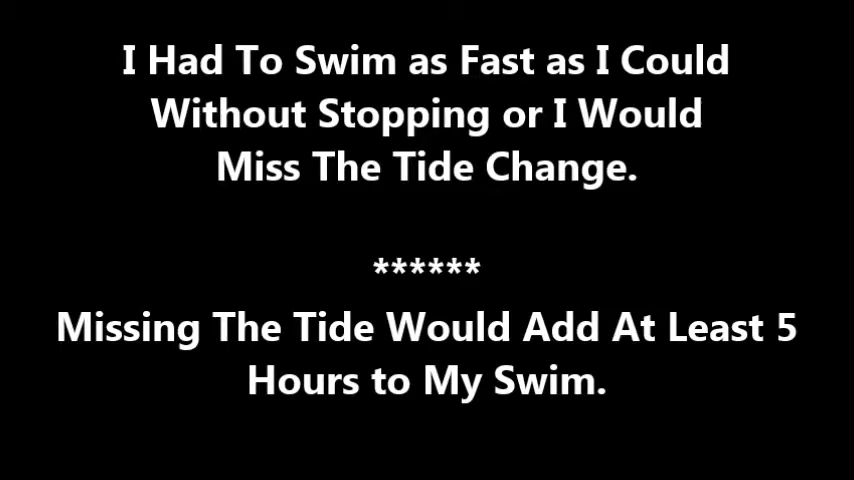 I Had To Swim as Fast as I Could
Without Stopping or I Would
Miss The Tide Change.
******
Missing The Tide Would Add At Least 5
Hours to My Swim.